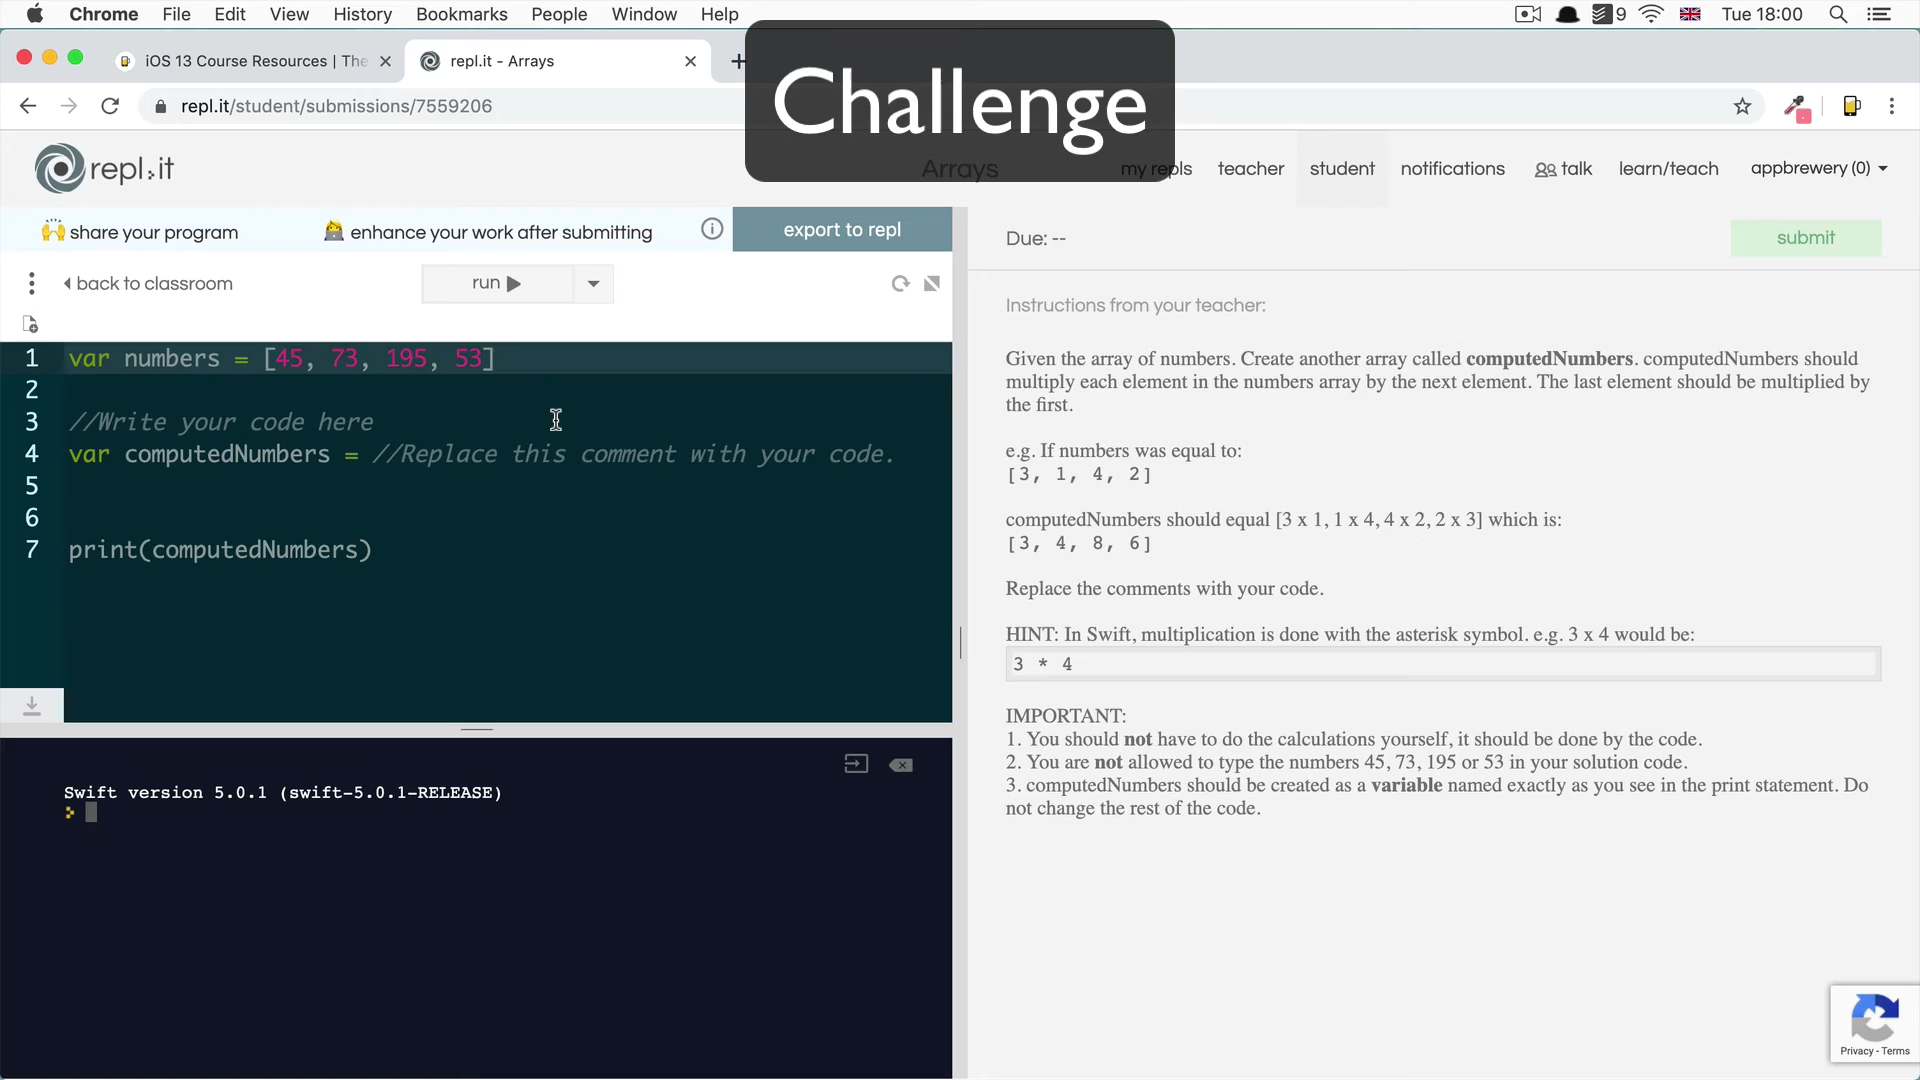 Chrome File Edit View History Bookmarks People Window Help 9 Tue 18:00
Challenge
iOS 13 Course Resources | The
repl.it - Arrays
repl.it/student/submissions/7559206
repl.it
Arrays
my repls teacher student notifications talk learn/teach appbrewery (0)
share your program
enhance your work after submitting
export to repl
Due: --
submit
back to classroom
run
Instructions from your teacher:
1 var numbers = [45, 73, 195, 53]
2
3 //Write your code here
4 var computedNumbers = //Replace this comment with your code.
5
6
7 print(computedNumbers)
Given the array of numbers. Create another array called computedNumbers. computedNumbers should
multiply each element in the numbers array by the next element. The last element should be multiplied by
the first.
e.g. If numbers was equal to:
[3, 1, 4, 2]
computedNumbers should equal [3 x 1, 1 x 4, 4 x 2, 2 x 3] which is:
[3, 4, 8, 6]
Replace the comments with your code.
HINT: In Swift, multiplication is done with the asterisk symbol. e.g. 3 x 4 would be:
3 * 4
IMPORTANT:
1. You should not have to do the calculations yourself, it should be done by the code.
2. You are not allowed to type the numbers 45, 73, 195 or 53 in your solution code.
3. computedNumbers should be created as a variable named exactly as you see in the print statement. Do
not change the rest of the code.
Swift version 5.0.1 (swift-5.0.1-RELEASE)
Privacy - Terms